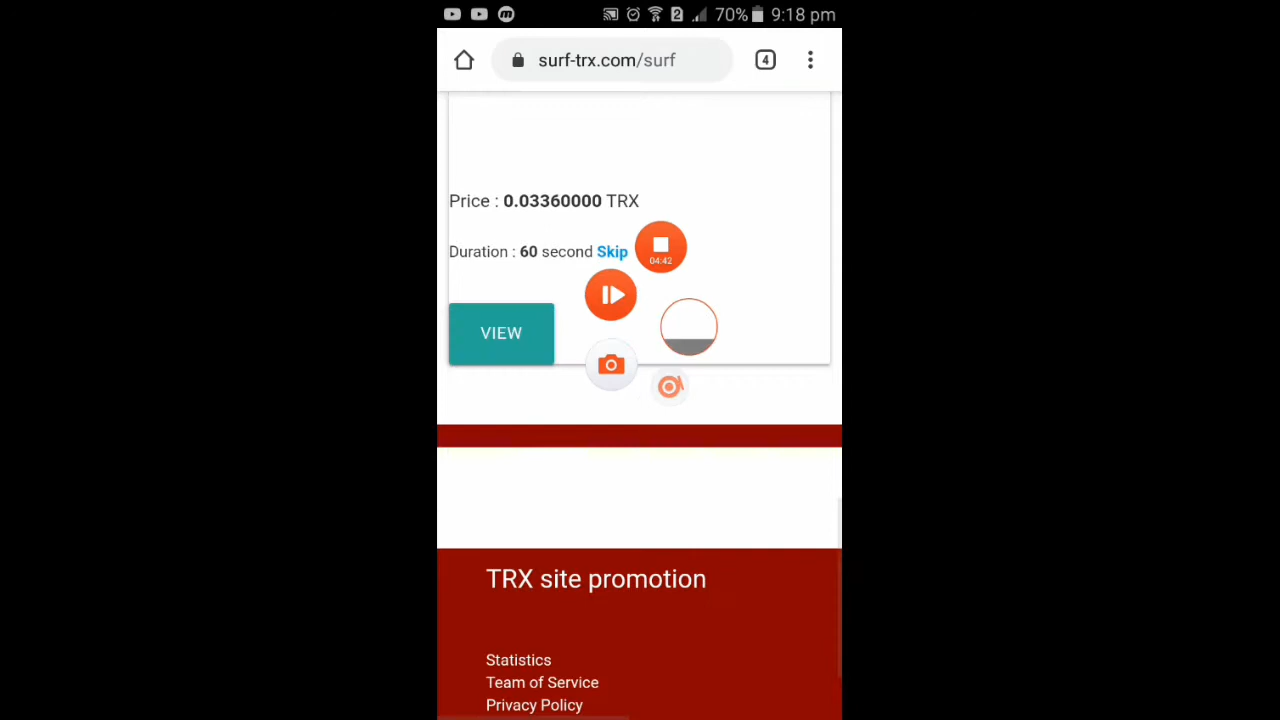 2 70% 9:18 pm
surf-trx.com/surf 4
Price : 0.03360000 TRX
Duration : 60 second Skip
04:42
VIEW
TRX site promotion
Statistics
Team of Service
Privacy Policy